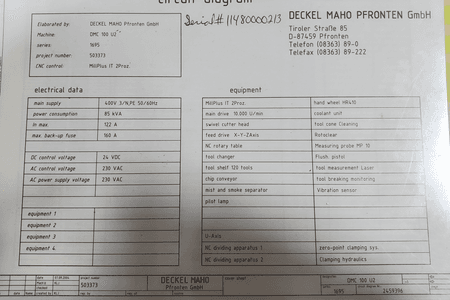 circuit diagram
Serial# 11480000213
Elaborated by: DECKEL MAHO Pfronten GmbH
Machine: DMC 100 U2
series: 1695
project number: 503373
CNC control: MillPlus IT 2Proz.
DECKEL MAHO PFRONTEN GmbH
Tiroler Straße 85
D-87459 Pfronten
Telefon (08363) 89-0
Telefax (08363) 89-222
electrical data
main supply 400V 3/N,PE 50/60Hz
power consumption 85 kVA
in max 122 A
max. back-up fuse 160 A
DC control voltage 24 VDC
AC control voltage 230 VAC
AC power supply voltage 230 VAC
equipment 1
equipment 2
equipment 3
equipment 4
equipment
MillPlus IT 2Proz. hand wheel HR410
main drive 10.000 U/min coolant unit
swivel cutter head tool cone Cleaning
feed drive X-Y-ZAxis Rotoclear
NC rotary table Measuring probe MP 10
tool changer Flush. pistol
tool shelf 120 tools tool measurement Laser
chip conveyor tool breaking monitoring
mist and smoke separator Vibration sensor
pilot lamp
U-Axis
NC dividing apparatus 1 zero-point clamping sys.
NC dividing apparatus 2 Clamping hydraulics
503373
DECKEL MAHO
Pfronten GmbH
DMC 100 U2
1695
2459396